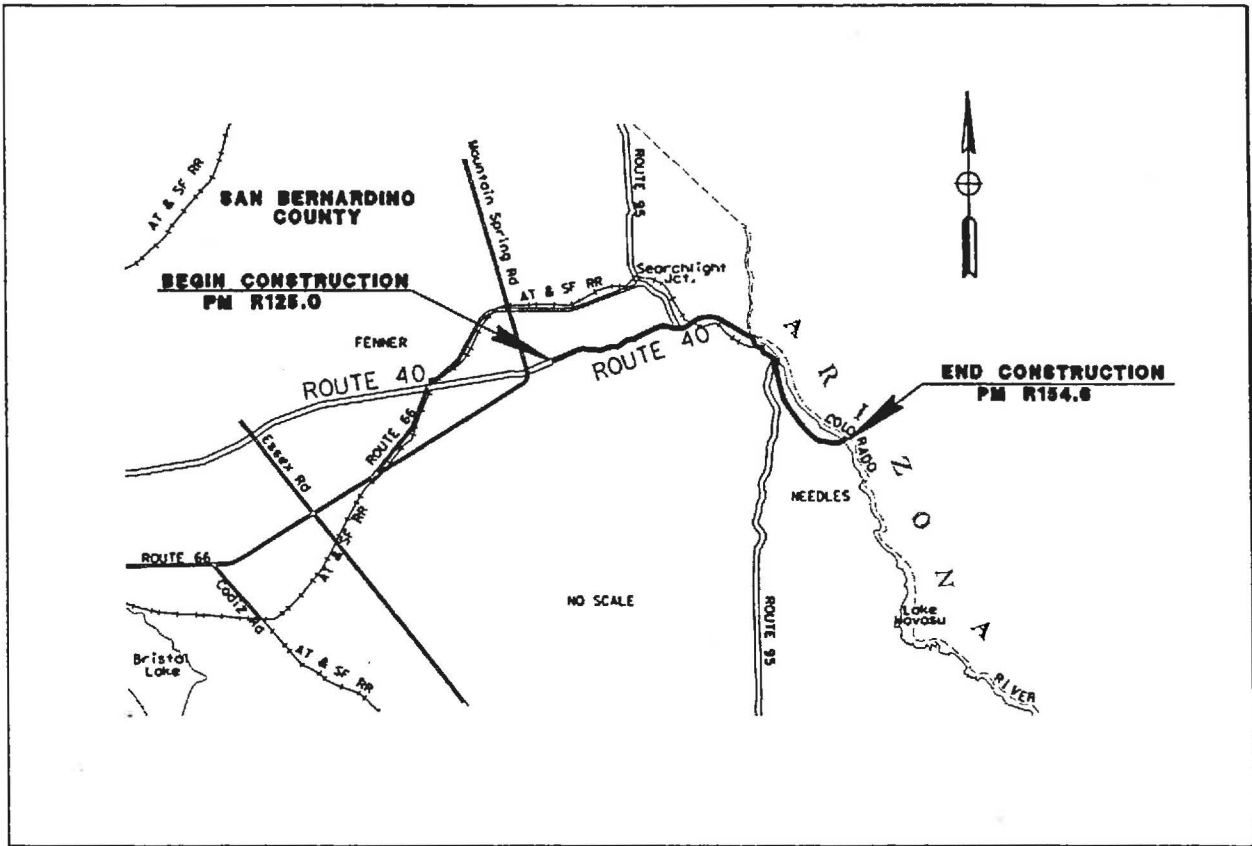 AT & SF RR
SAN BERNARDINO
COUNTY
Mountain Spring Rd
ROUTE 95
Searchlight
Jct.
BEGIN CONSTRUCTION
PM R125.0
AT & SF RR
FENNER
ROUTE 40
ROUTE 40
ARIZONA
END CONSTRUCTION
PM R154.6
COLORADO
RIVER
ROUTE 66
Essex Rd
NEEDLES
ROUTE 66
AT & SF RR
Cadiz Rd
NO SCALE
ROUTE 95
Lake
Havasu
Bristol
Lake
AT & SF RR